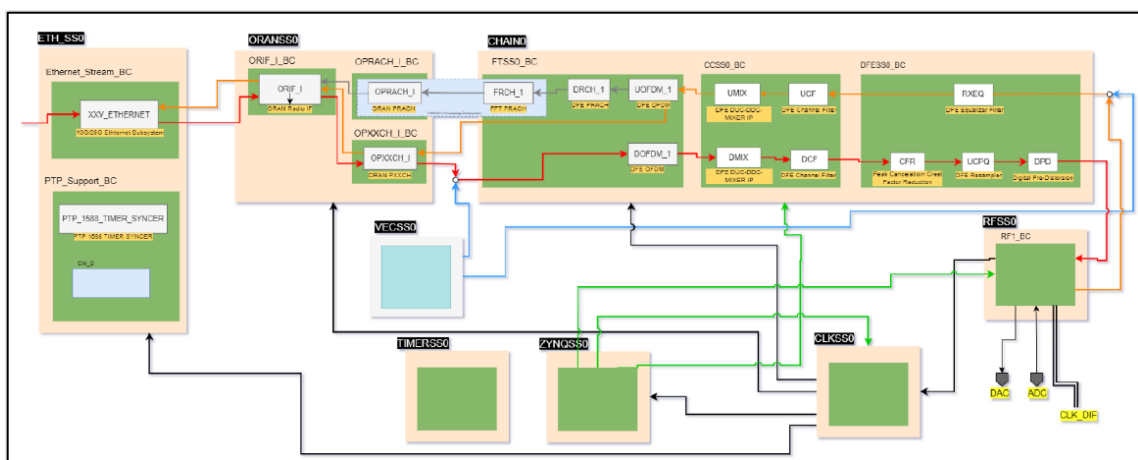 ETH_SS0
Ethernet_Stream_BC
XXV_ETHERNET
10G/25G Ethernet Subsystem
PTP_Support_BC
PTP_1588_TIMER_SYNCER
PTP 1588 TIMER SYNCER
ORANSS0
ORIF_I_BC
ORIF_I
ORAN Radio IF
OPRACH_I_BC
OPRACH_I
ORAN PRACH
OPXXCH_I_BC
OPXXCH_I
ORAN PXXCH
CHAIN0
FTSS0_BC
FRCH_1
FFT PRACH
DRCH_1
DFE PRACH
UOFDM_1
DFE OFDM
DOFDM_1
DFE OFDM
CCSS0_BC
UMIX
DFE DUC-DDC-
MIXER IP
UCF
DFE Channel Filter
DMIX
DFE DUC-DDC-
MIXER IP
DCF
DFE Channel Filter
DFESS0_BC
RXEQ
DFE Equalizer Filter
CFR
Peak Cancelation Crest
Factor Reduction
UCPQ
DFE Resampler
DPD
Digital Pre-Distorsion
VECSS0
TIMERSS0
ZYNQSS0
CLKSS0
RFSS0
RF1_BC
DAC
ADC
CLK_DIF